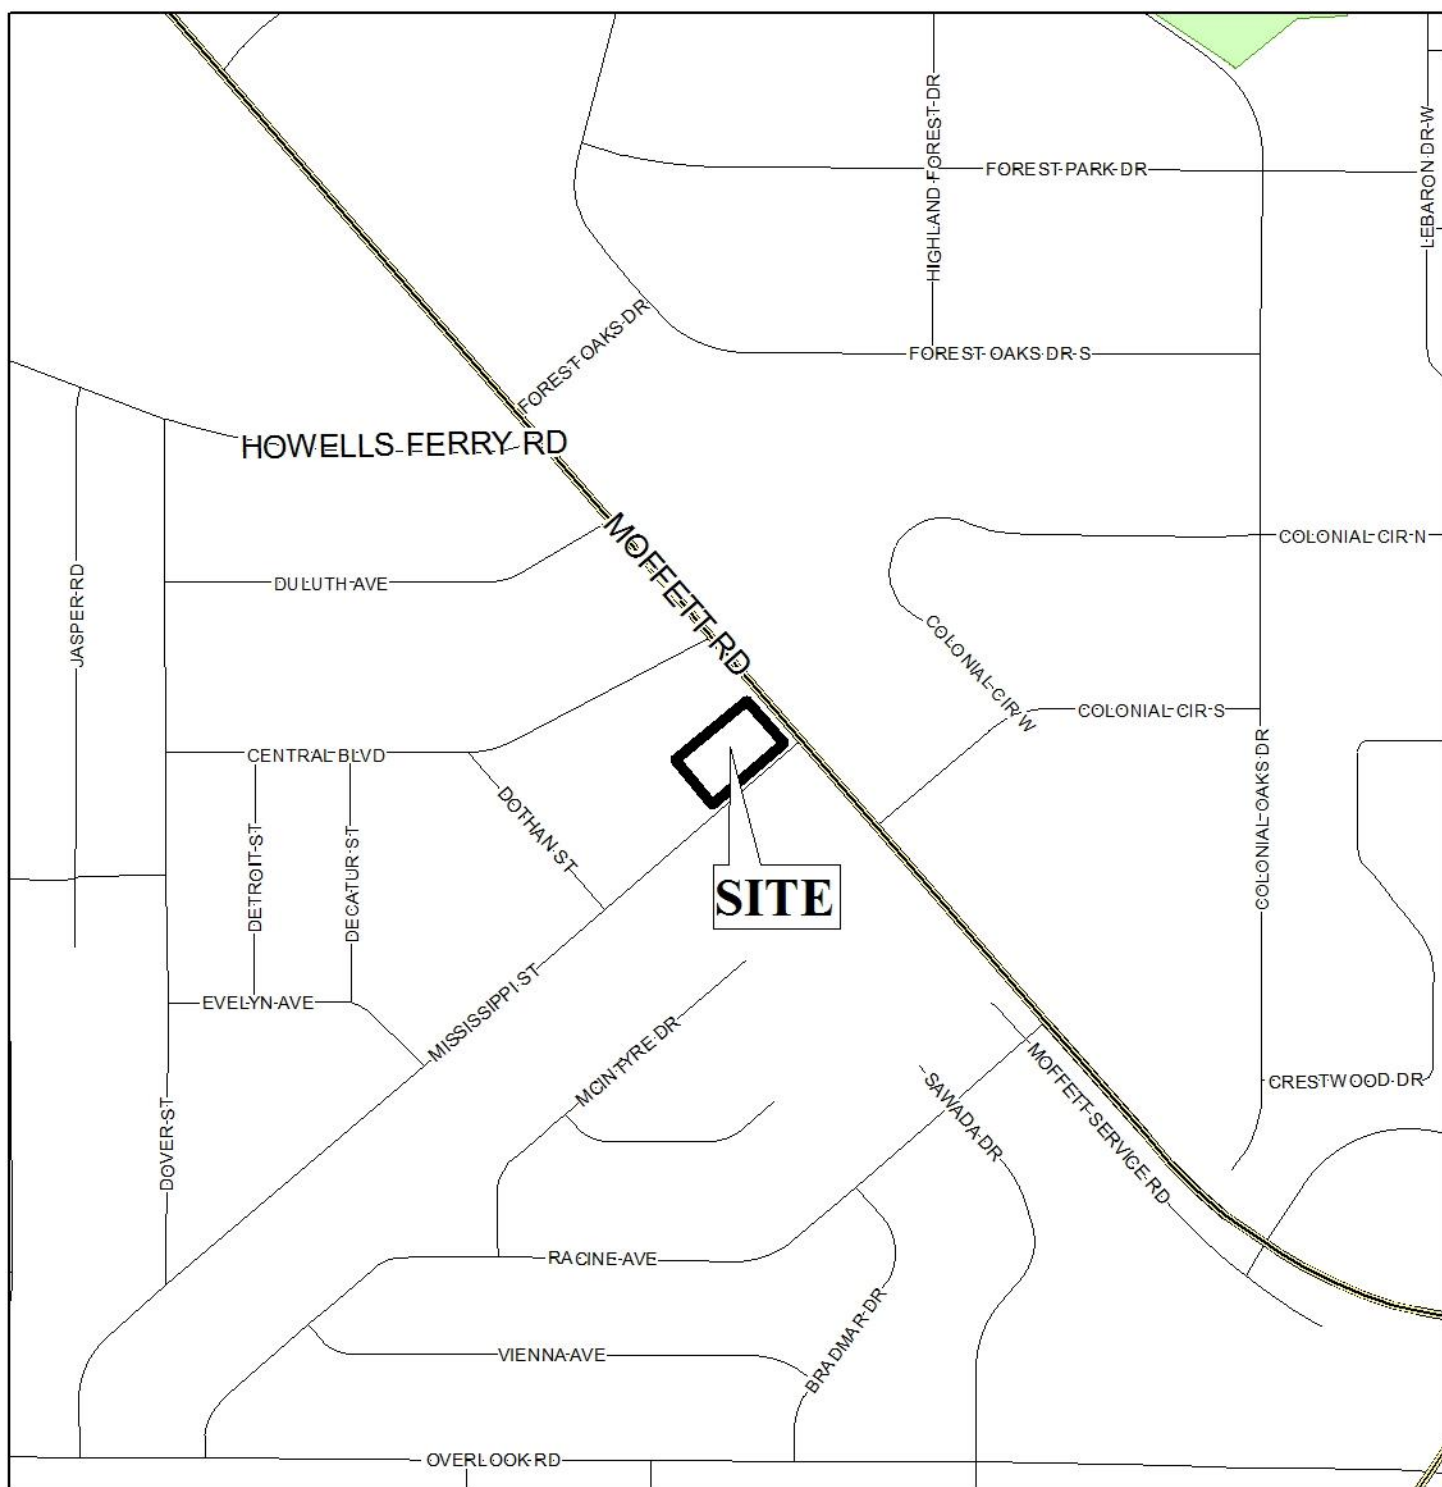 HIGHLAND FOREST DR
LEBARON DR W
FOREST PARK DR
FOREST OAKS DR
FOREST OAKS DR S
HOWELLS FERRY RD
MOFFETT RD
COLONIAL CIR N
DULUTH AVE
JASPER RD
COLONIAL CIR W
COLONIAL CIR S
CENTRAL BLVD
COLONIAL OAKS DR
DOTHAN ST
DETROIT ST
DECATUR ST
SITE
EVELYN AVE
MISSISSIPPI ST
MCINTYRE DR
MOFFETT SERVICE RD
SAWADA DR
CRESTWOOD DR
DOVER ST
RACINE AVE
BRADMAR DR
VIENNA AVE
OVERLOOK RD